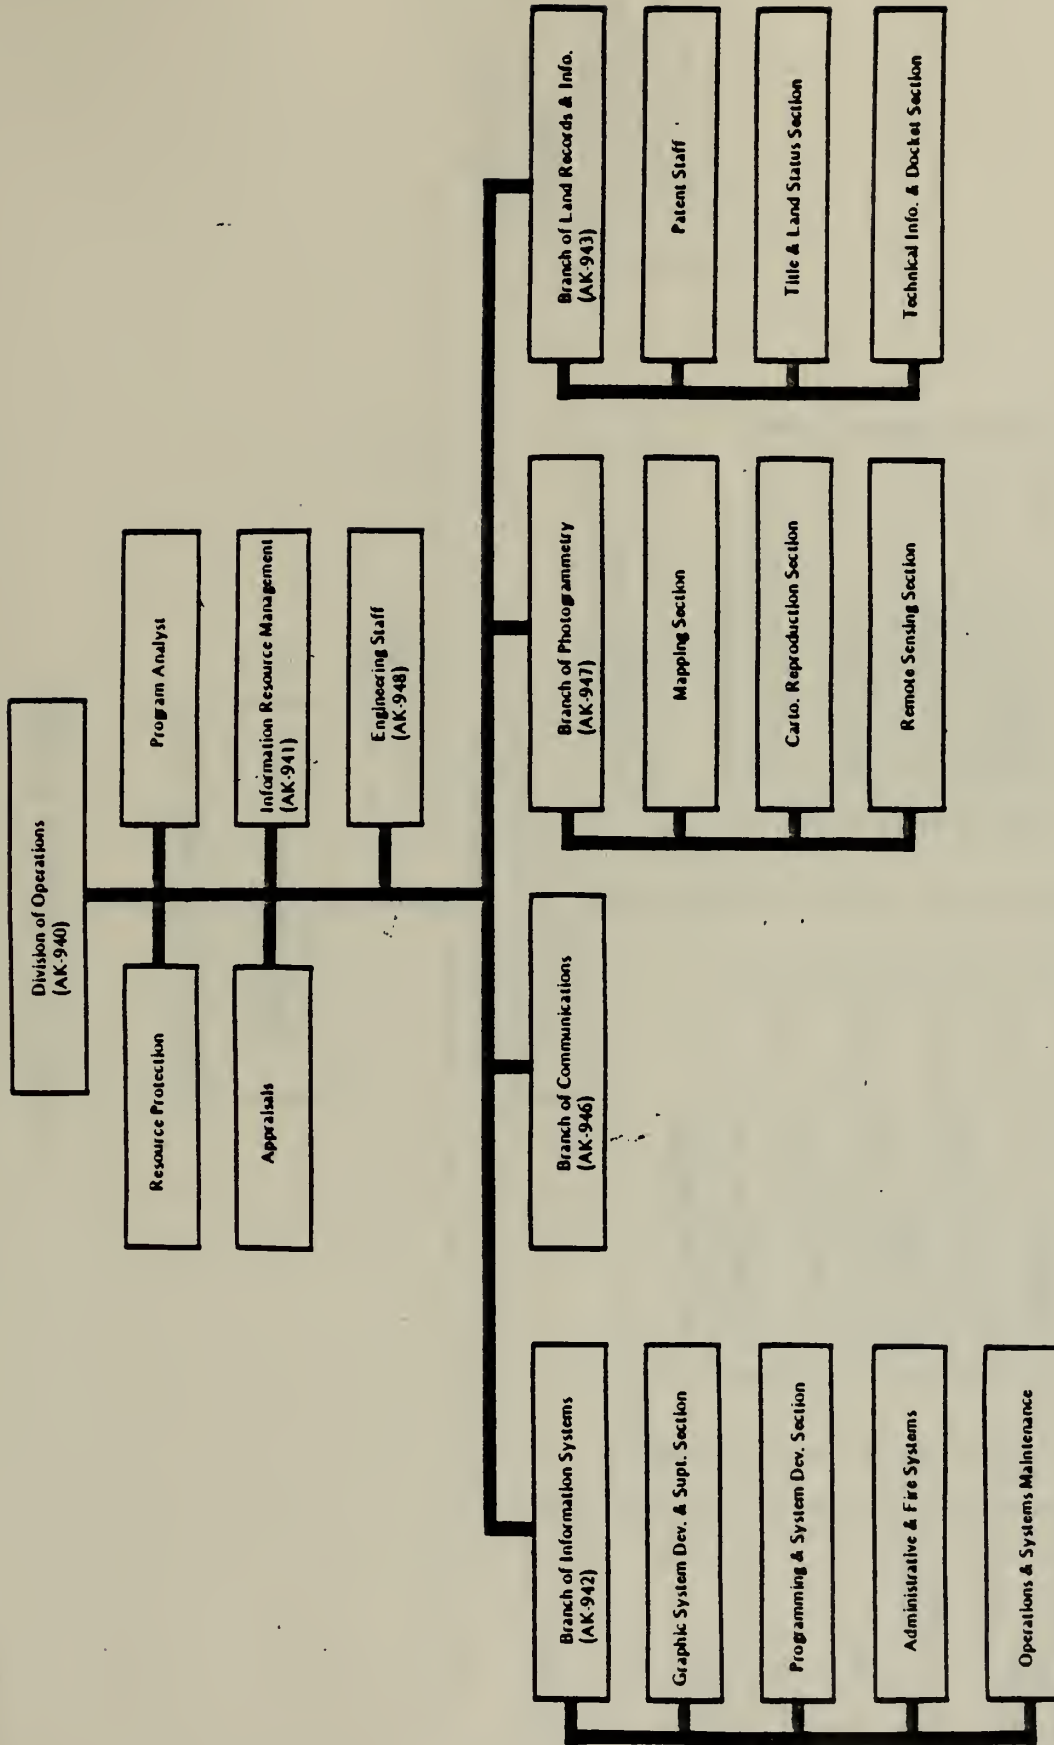 Division of Operations
(AK-940)
Resource Protection
Program Analyst
Appraisals
Information Resource Management
(AK-941)
Engineering Staff
(AK-948)
Branch of Information Systems
(AK-942)
Graphic System Dev. & Supt. Section
Programming & System Dev. Section
Administrative & Fire Systems
Operations & Systems Maintenance
Branch of Communications
(AK-946)
Branch of Photogrammetry
(AK-947)
Mapping Section
Carto. Reproduction Section
Remote Sensing Section
Branch of Land Records & Info.
(AK-943)
Patent Staff
Title & Land Status Section
Technical Info. & Docket Section